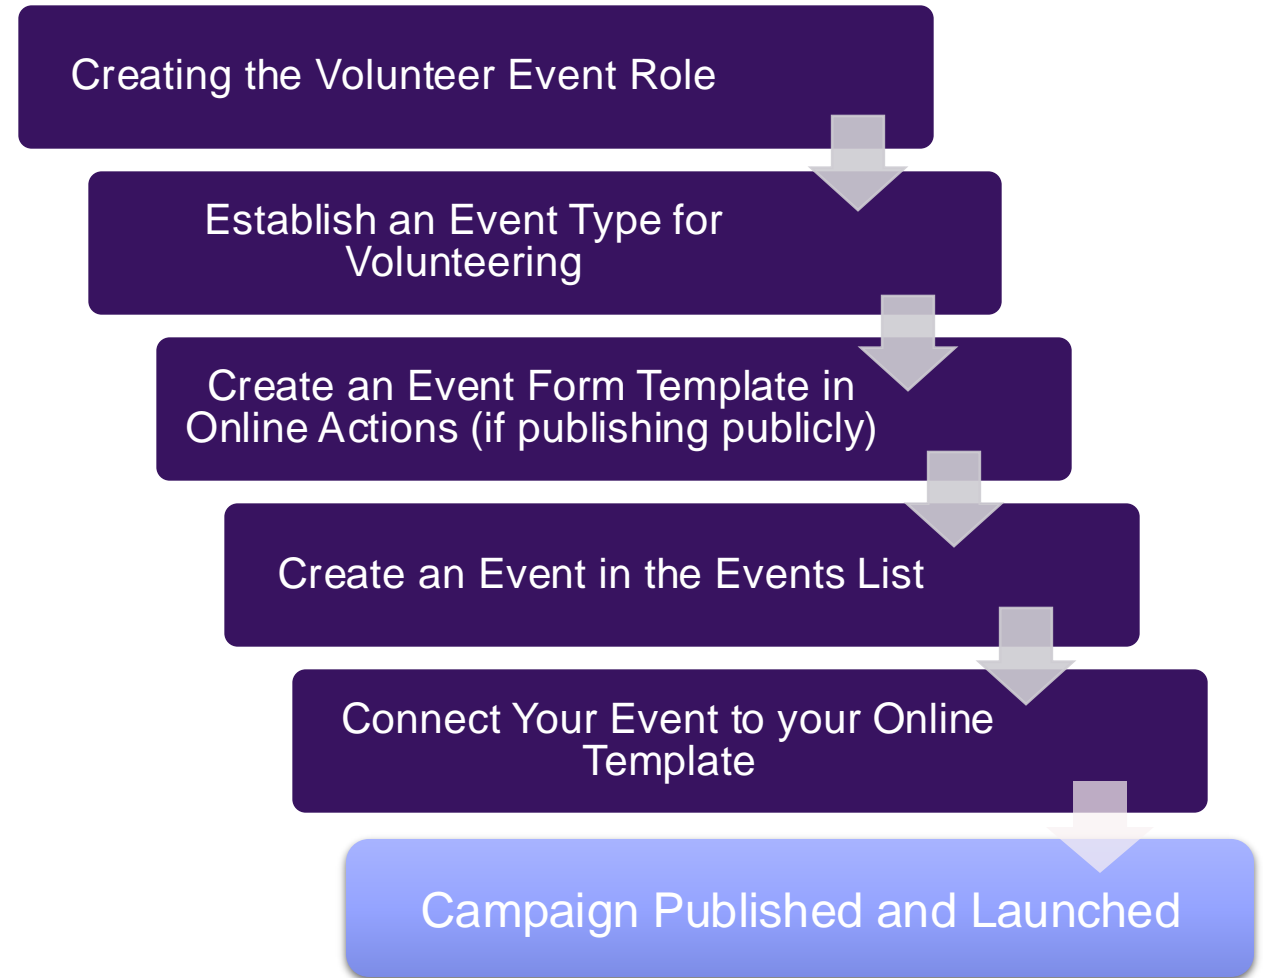 Creating the Volunteer Event Role
Establish an Event Type for
Volunteering
Create an Event Form Template in
Online Actions (if publishing publicly)
Create an Event in the Events List
Connect Your Event to your Online
Template
Campaign Published and Launched